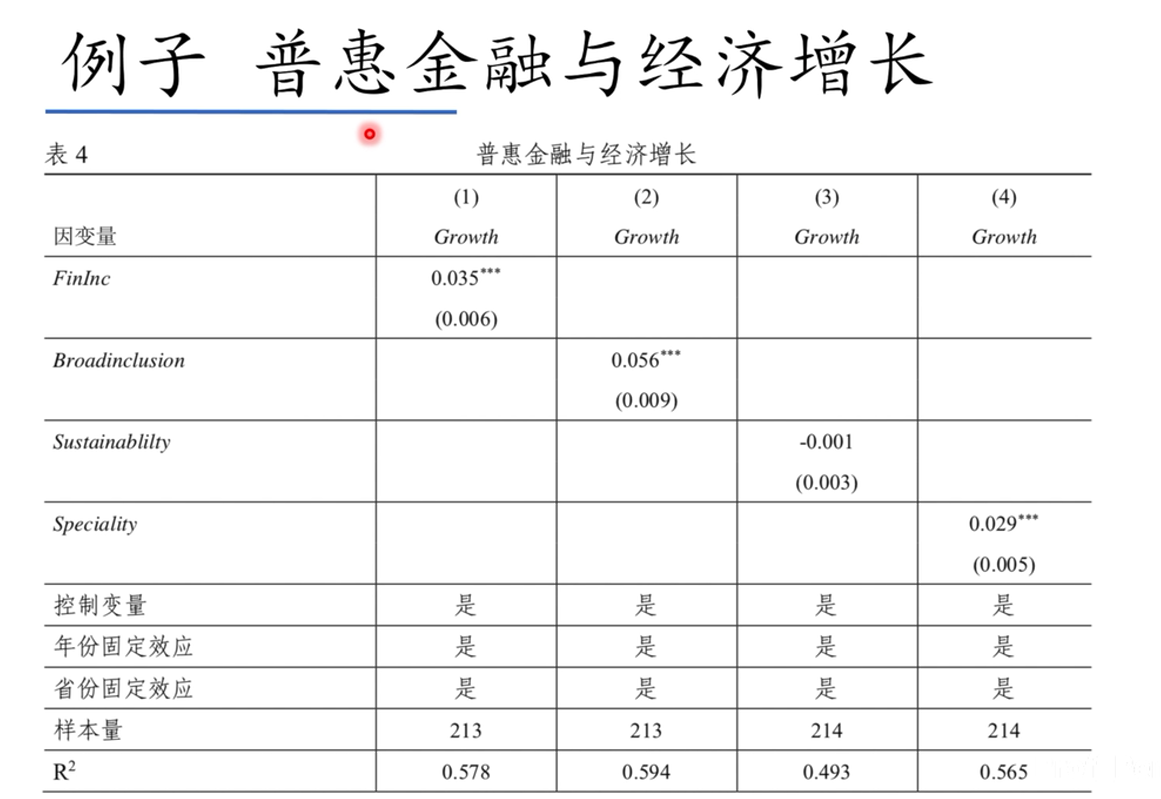 例子 普惠金融与经济增长
表 4 普惠金融与经济增长
(1) (2) (3) (4)
因变量 Growth Growth Growth Growth
FinInc 0.035***
(0.006)
Broadinclusion 0.056***
(0.009)
Sustainablilty -0.001
(0.003)
Speciality 0.029***
(0.005)
控制变量 是 是 是 是
年份固定效应 是 是 是 是
省份固定效应 是 是 是 是
样本量 213 213 214 214
R² 0.578 0.594 0.493 0.565